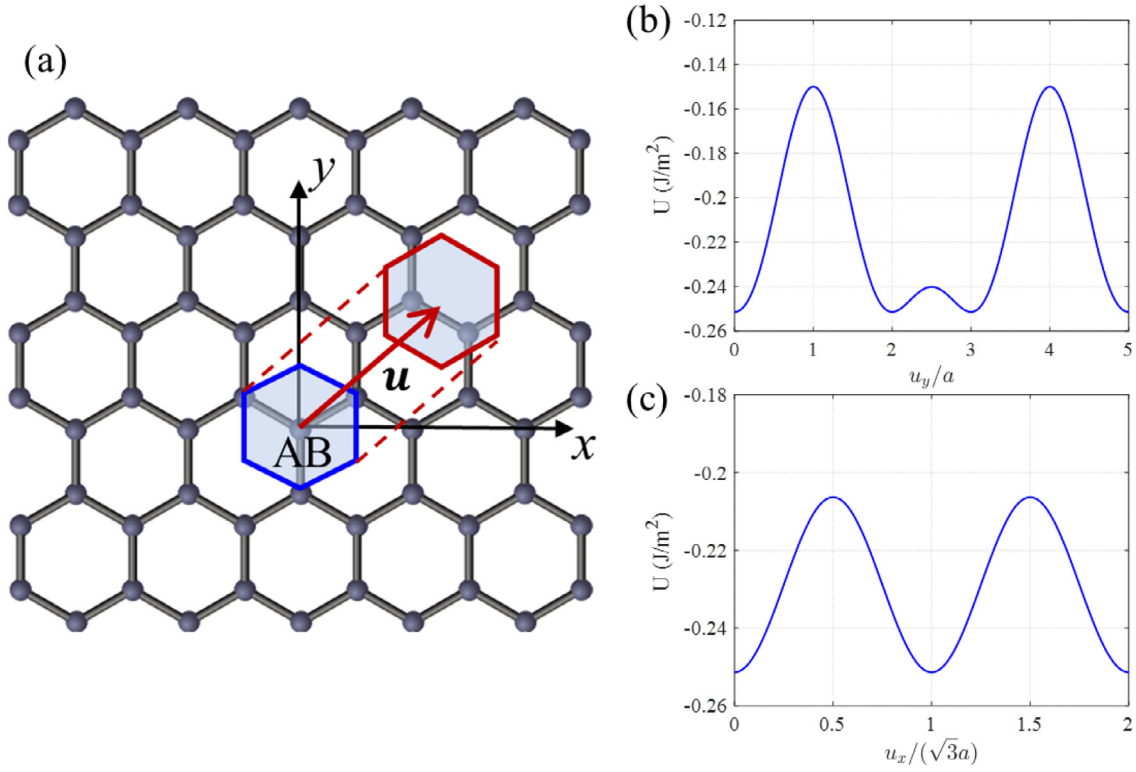 (a)
y
u
AB
x
(b)
-0.12
-0.14
-0.16
-0.18
-0.2
-0.22
-0.24
-0.26
U (J/m²)
0 1 2 3 4 5
u_y/a
(c)
-0.18
-0.2
-0.22
-0.24
-0.26
U (J/m²)
0 0.5 1 1.5 2
u_x/(√3a)